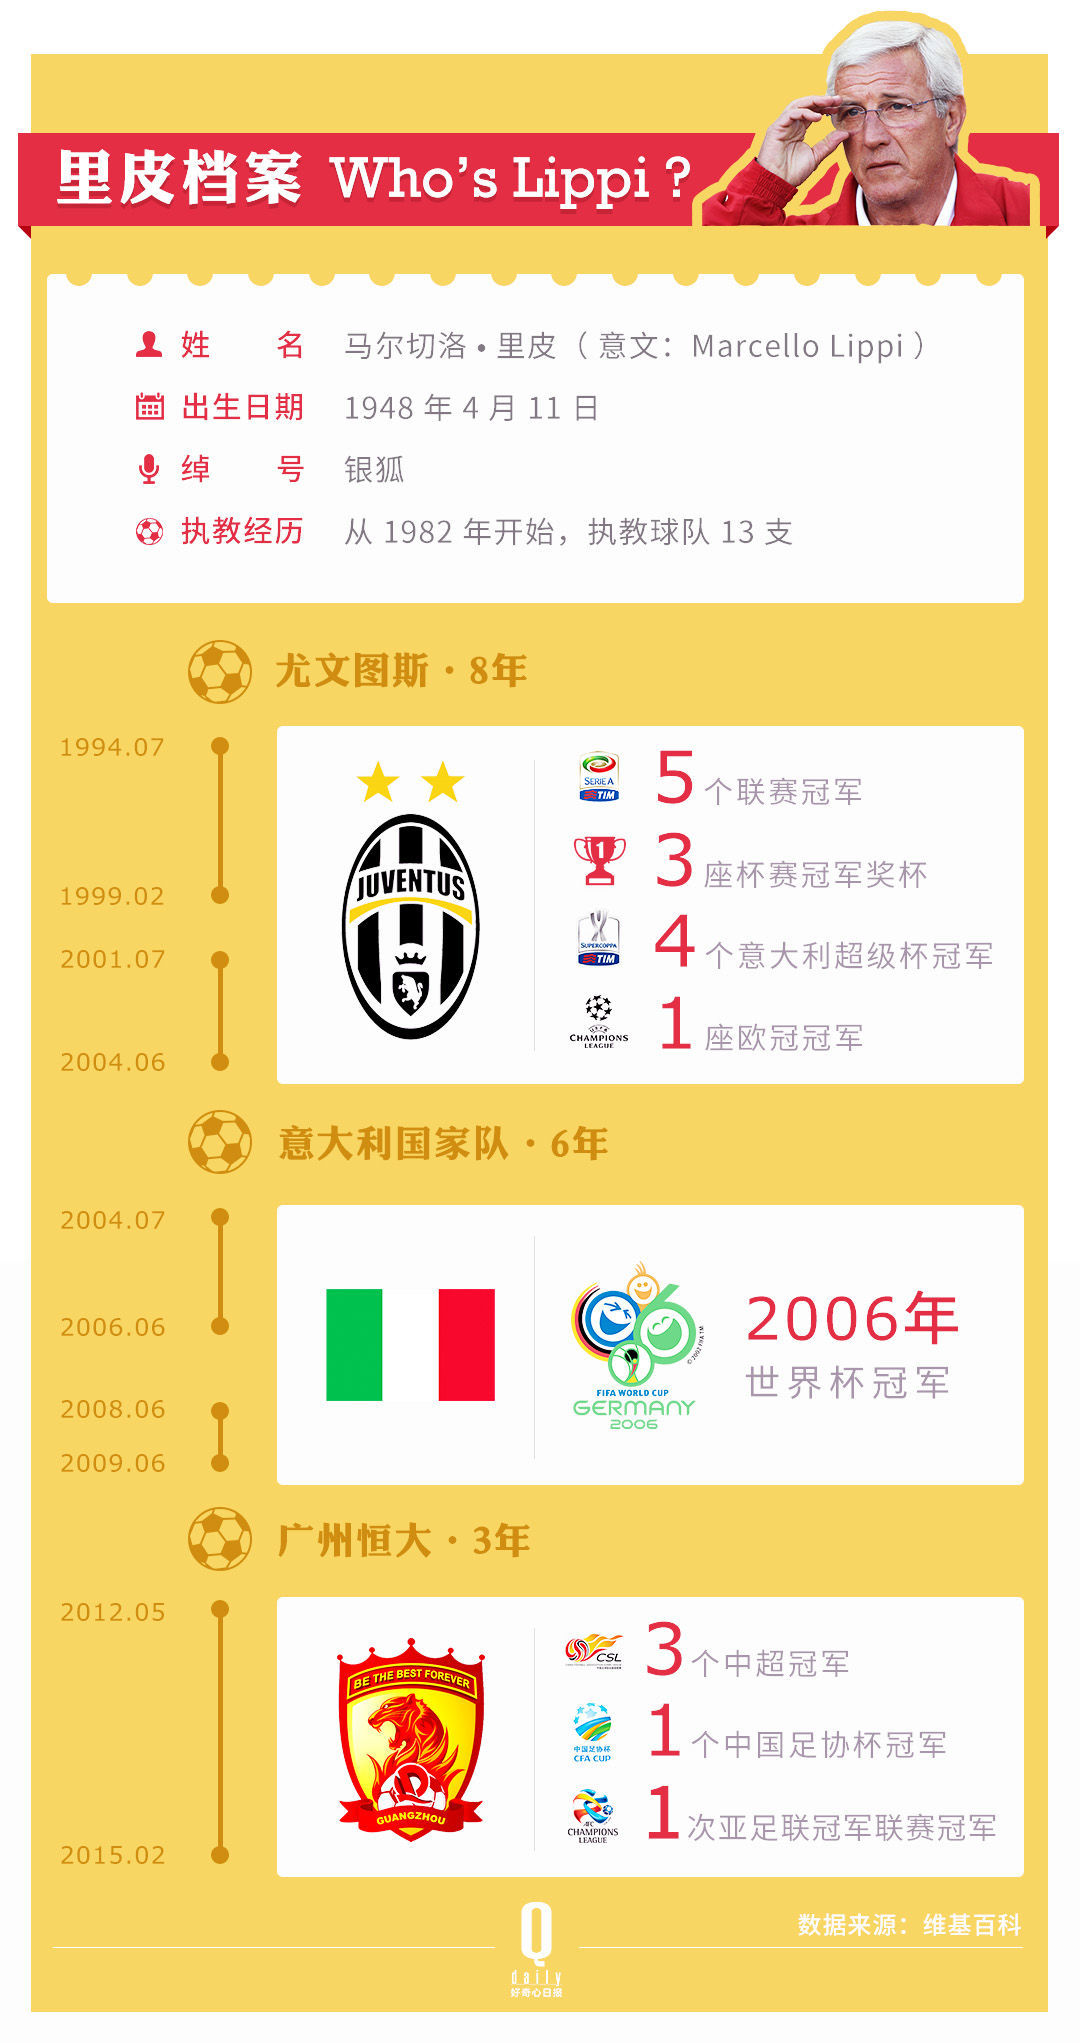 里皮档案 Who's Lippi ?
姓 名 马尔切洛 • 里皮（ 意文：Marcello Lippi ）
出生日期 1948 年 4 月 11 日
绰 号 银狐
执教经历 从 1982 年开始，执教球队 13 支
尤文图斯 · 8年
1994.07
1999.02
2001.07
2004.06
JUVENTUS
SERIE A
TIM
5 个联赛冠军
1
3 座杯赛冠军奖杯
SUPERCOPPA
TIM
4 个意大利超级杯冠军
CHAMPIONS
LEAGUE
1 座欧冠冠军
意大利国家队 · 6年
2004.07
2006.06
2008.06
2009.06
© 2002 FIFA TM
FIFA WORLD CUP
GERMANY
2006
2006年
世界杯冠军
广州恒大 · 3年
2012.05
2015.02
BE THE BEST FOREVER
GUANGZHOU
CSL
3 个中超冠军
中国足协杯
CFA CUP
1 个中国足协杯冠军
AFC
CHAMPIONS
LEAGUE
1 次亚足联冠军联赛冠军
数据来源：维基百科
Q
daily
好奇心日报